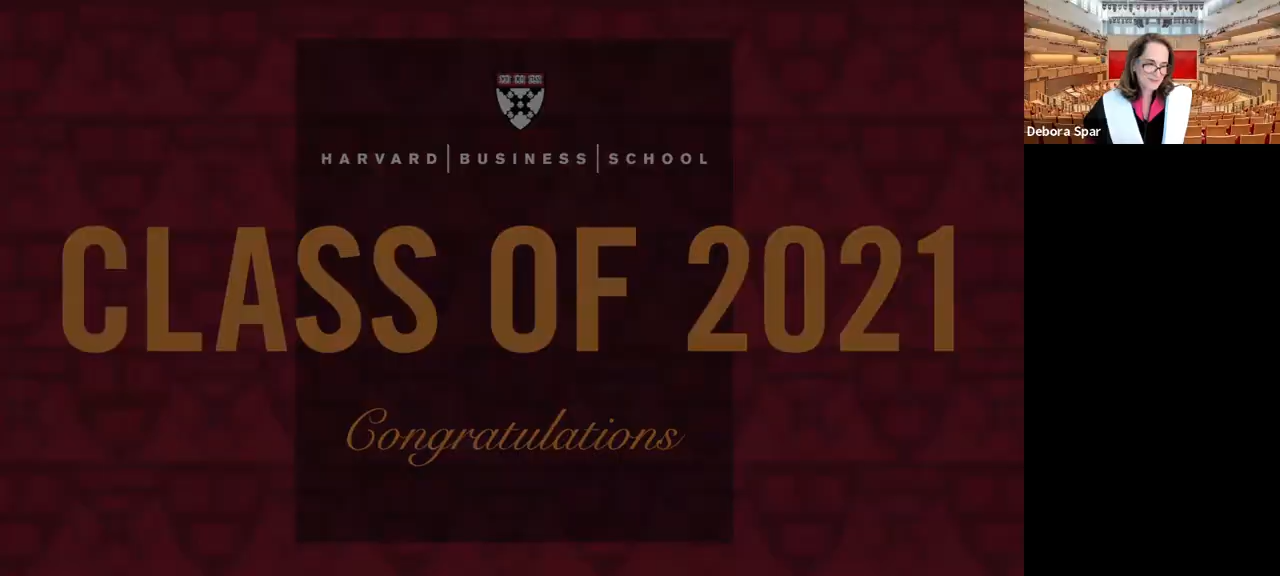 HARVARD | BUSINESS | SCHOOL
CLASS OF 2021
Congratulations
Debora Spar